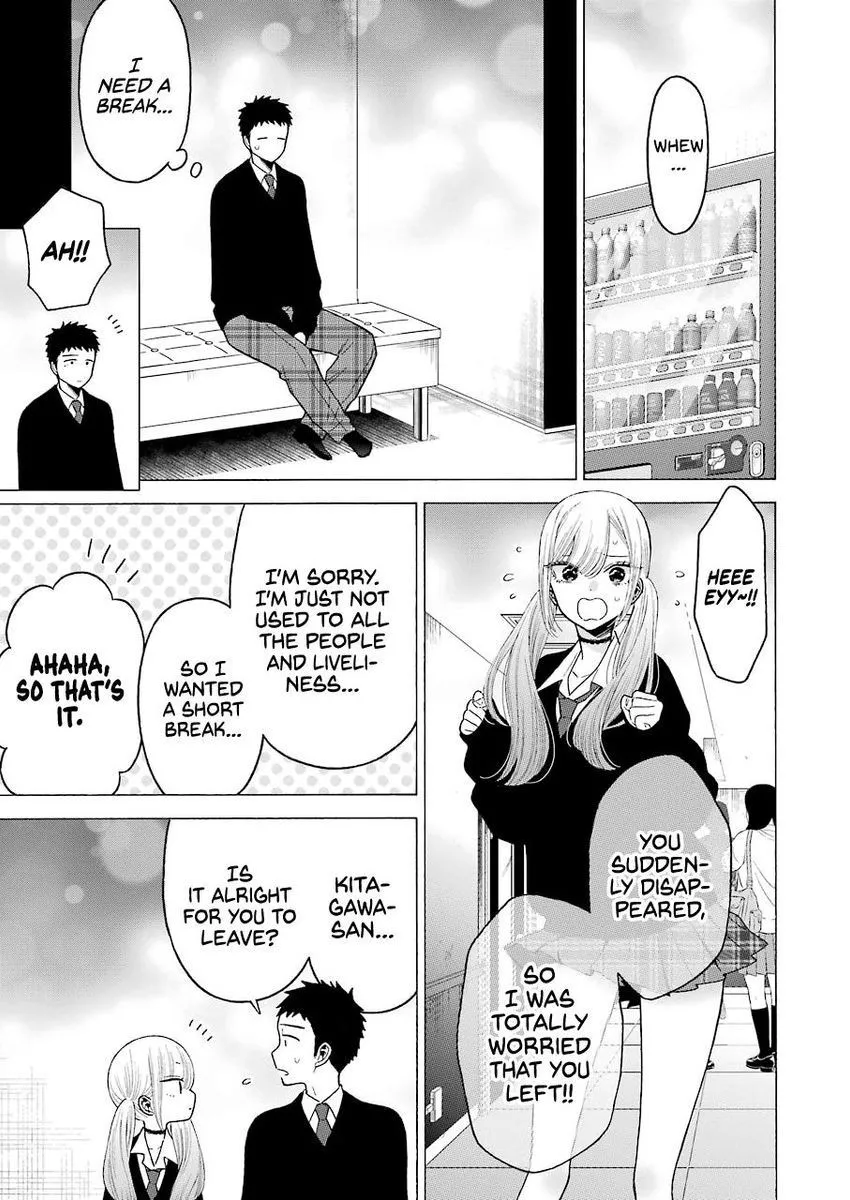 WHEW
...
I
NEED A
BREAK...
AH!!
HEEE
EYY~!!
YOU
SUDDEN-
LY DISAP-
PEARED,
SO
I WAS
TOTALLY
WORRIED
THAT YOU
LEFT!!
I'M SORRY.
I'M JUST NOT
USED TO ALL
THE PEOPLE
AND LIVELI-
NESS...
SO I
WANTED
A SHORT
BREAK...
AHAHA,
SO THAT'S
IT.
KITA-
GAWA-
SAN...
IS
IT ALRIGHT
FOR YOU TO
LEAVE?